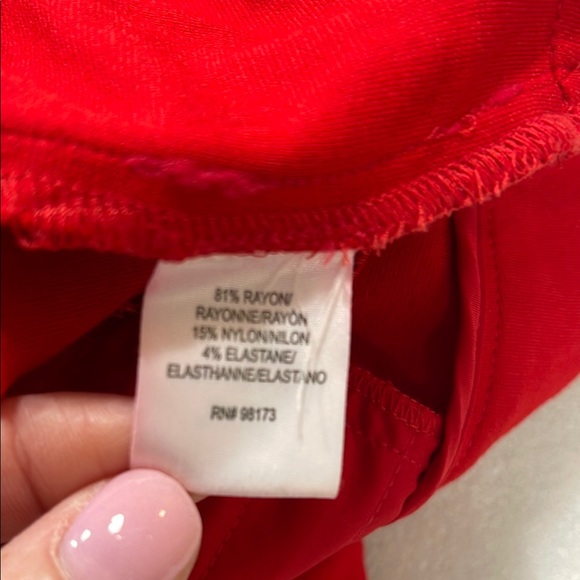 81% RAYON/
RAYONNE/RAYÓN
15% NYLON/NILON
4% ELASTANE/
ELASTHANNE/ELASTANO
RN# 98173